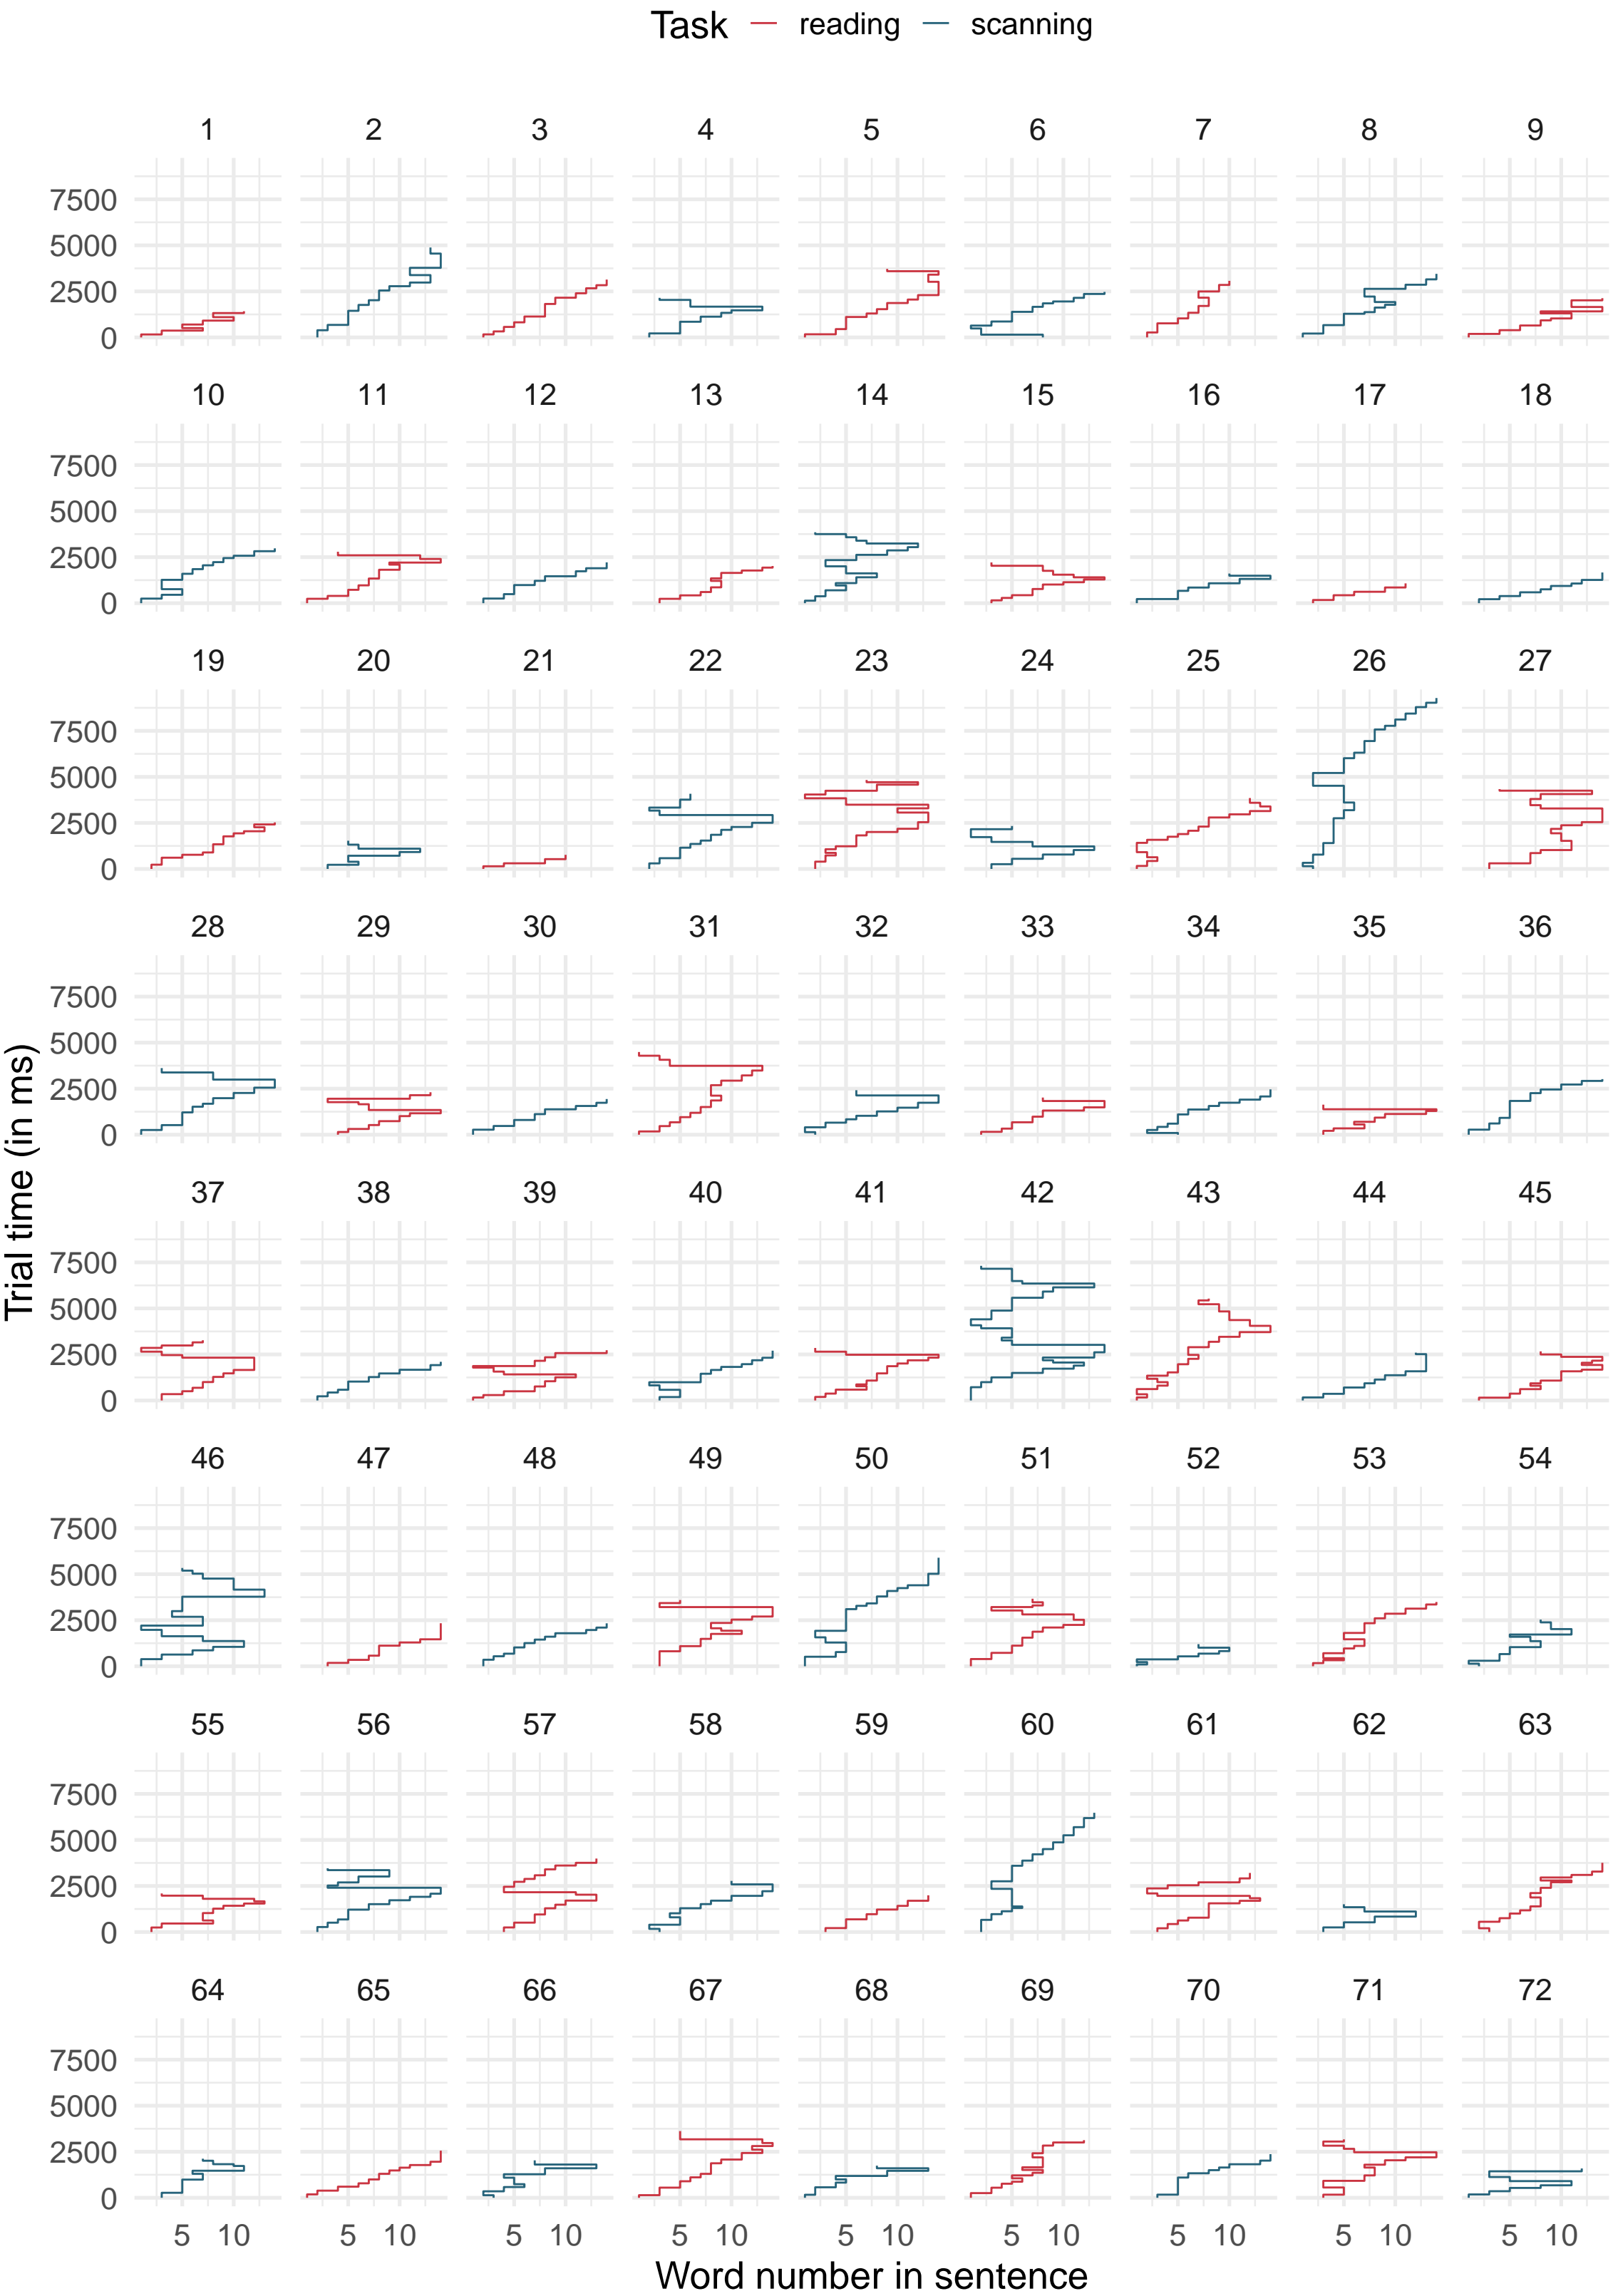 Task reading scanning
1 2 3 4 5 6 7 8 9
7500
5000
2500
0
10 11 12 13 14 15 16 17 18
7500
5000
2500
0
19 20 21 22 23 24 25 26 27
7500
5000
2500
0
28 29 30 31 32 33 34 35 36
7500
5000
2500
0
Trial time (in ms)
37 38 39 40 41 42 43 44 45
7500
5000
2500
0
46 47 48 49 50 51 52 53 54
7500
5000
2500
0
55 56 57 58 59 60 61 62 63
7500
5000
2500
0
64 65 66 67 68 69 70 71 72
7500
5000
2500
0
5 10 5 10 5 10 5 10 5 10 5 10 5 10 5 10 5 10
Word number in sentence